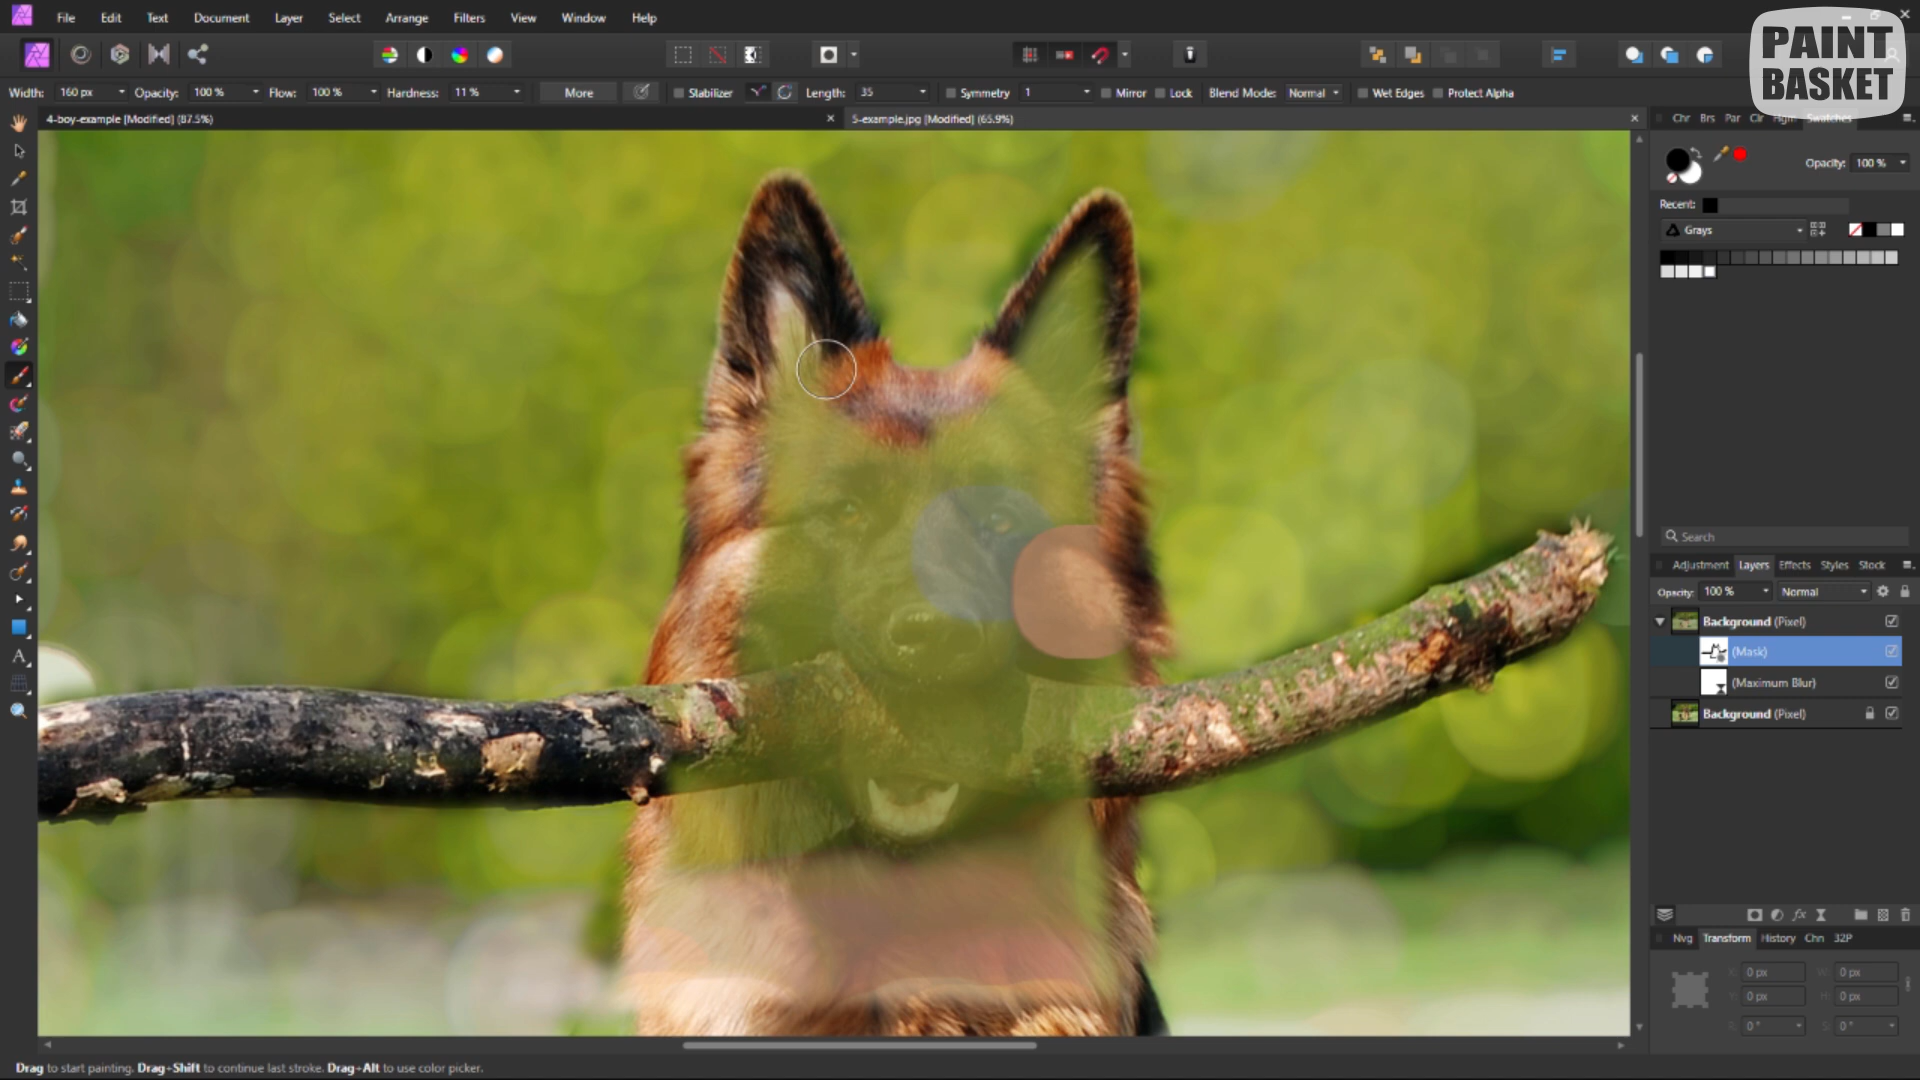 File Edit Text Document Layer Select Arrange Filters View Window Help
PAINT
BASKET
Width: 160 px Opacity: 100 % Flow: 100 % Hardness: 11 % More Stabilizer Length: 35 Symmetry 1 Mirror Lock Blend Mode: Normal Wet Edges Protect Alpha
4-boy-example [Modified] (87.5%) 5-example.jpg [Modified] (65.9%)
Chr Brs Par Clr Hgm Swatches
Opacity: 100 %
Recent:
Grays
Search
Adjustment Layers Effects Styles Stock
Opacity: 100 % Normal
Background (Pixel)
(Mask)
(Maximum Blur)
Background (Pixel)
fx
Nvg Transform History Chn 32P
X: 0 px W: 0 px
Y: 0 px H: 0 px
R: 0 ° S: 0 °
Drag to start painting. Drag+Shift to continue last stroke. Drag+Alt to use color picker.